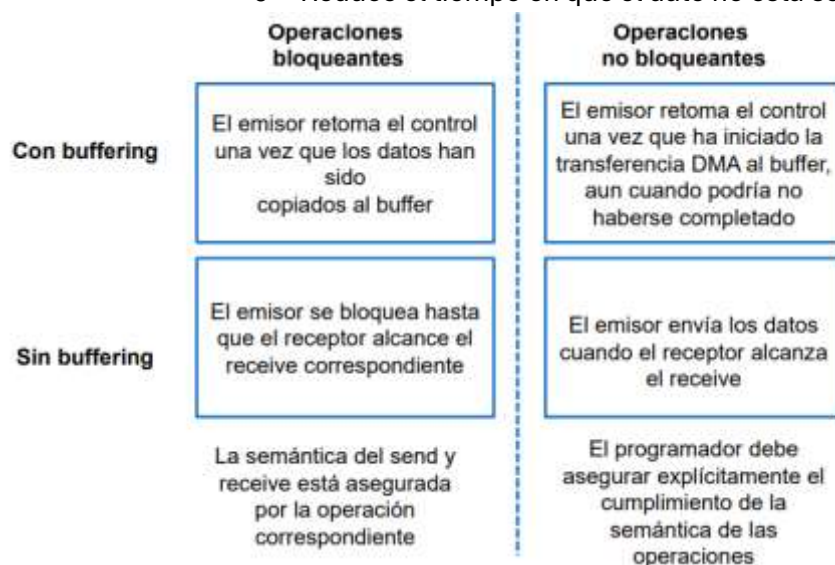 Operaciones
bloqueantes
Operaciones
no bloqueantes
Con buffering
El emisor retoma el control
una vez que los datos han
sido
copiados al buffer
El emisor retoma el control
una vez que ha iniciado la
transferencia DMA al buffer,
aun cuando podría no
haberse completado
Sin buffering
El emisor se bloquea hasta
que el receptor alcance el
receive correspondiente
El emisor envía los datos
cuando el receptor alcanza
el receive
La semántica del send y
receive está asegurada
por la operación
correspondiente
El programador debe
asegurar explícitamente el
cumplimiento de la
semántica de las
operaciones